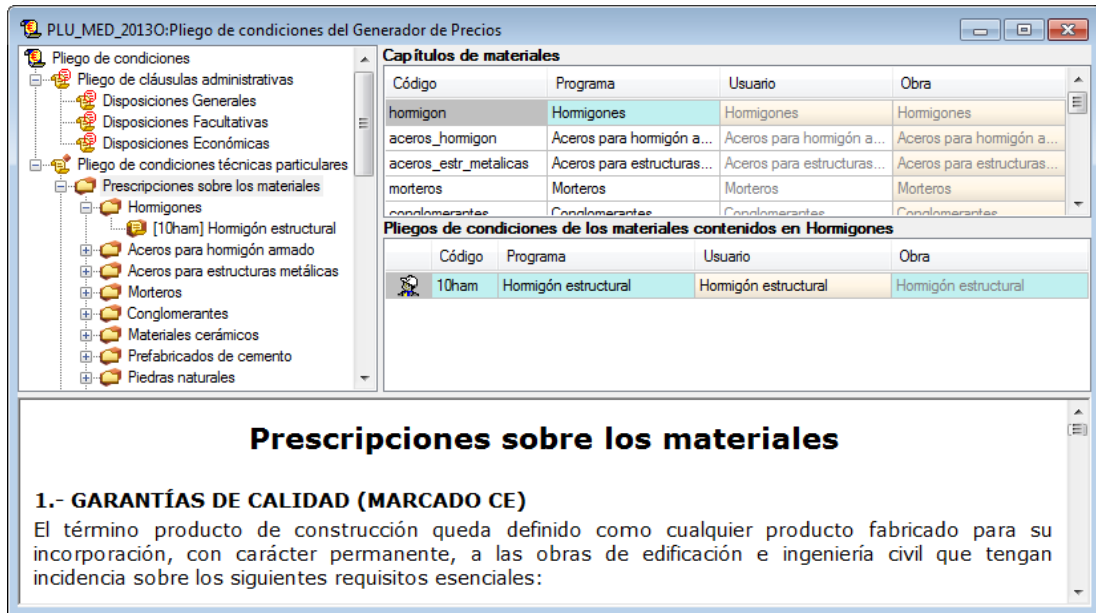 PLU_MED_2013O:Pliego de condiciones del Generador de Precios
Pliego de condiciones
Pliego de cláusulas administrativas
Disposiciones Generales
Disposiciones Facultativas
Disposiciones Económicas
Pliego de condiciones técnicas particulares
Prescripciones sobre los materiales
Hormigones
[10ham] Hormigón estructural
Aceros para hormigón armado
Aceros para estructuras metálicas
Morteros
Conglomerantes
Materiales cerámicos
Prefabricados de cemento
Piedras naturales
Capítulos de materiales
Código Programa Usuario Obra
hormigon Hormigones Hormigones Hormigones
aceros_hormigon Aceros para hormigón a... Aceros para hormigón a... Aceros para hormigón a...
aceros_estr_metalicas Aceros para estructuras... Aceros para estructuras... Aceros para estructuras...
morteros Morteros Morteros Morteros
conglomerantes Conglomerantes Conglomerantes Conglomerantes
Pliegos de condiciones de los materiales contenidos en Hormigones
Código Programa Usuario Obra
10ham Hormigón estructural Hormigón estructural Hormigón estructural
Prescripciones sobre los materiales
1.- GARANTÍAS DE CALIDAD (MARCADO CE)
El término producto de construcción queda definido como cualquier producto fabricado para su
incorporación, con carácter permanente, a las obras de edificación e ingeniería civil que tengan
incidencia sobre los siguientes requisitos esenciales: